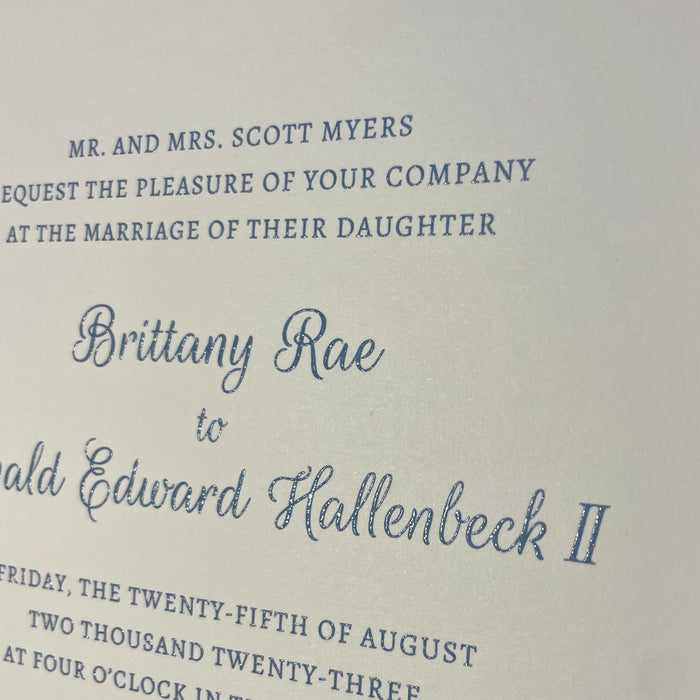 MR. AND MRS. SCOTT MYERS
EQUEST THE PLEASURE OF YOUR COMPANY
AT THE MARRIAGE OF THEIR DAUGHTER
Brittany Rae
to
ald Edward Hallenbeck II
FRIDAY, THE TWENTY-FIFTH OF AUGUST
TWO THOUSAND TWENTY-THREE
AT FOUR O'CLOCK IN